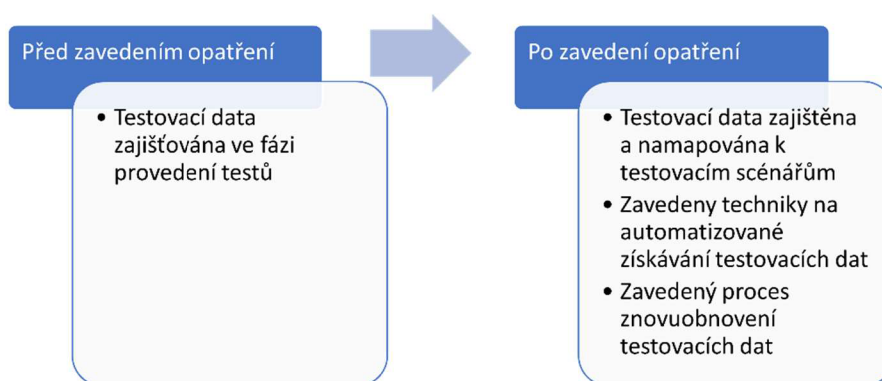 Před zavedením opatření
• Testovací data
zajišťována ve fázi
provedení testů
Po zavedení opatření
• Testovací data zajištěna
a namapována k
testovacím scénářům
• Zavedeny techniky na
automatizované
získávání testovacích dat
• Zavedený proces
znovuobnovení
testovacích dat